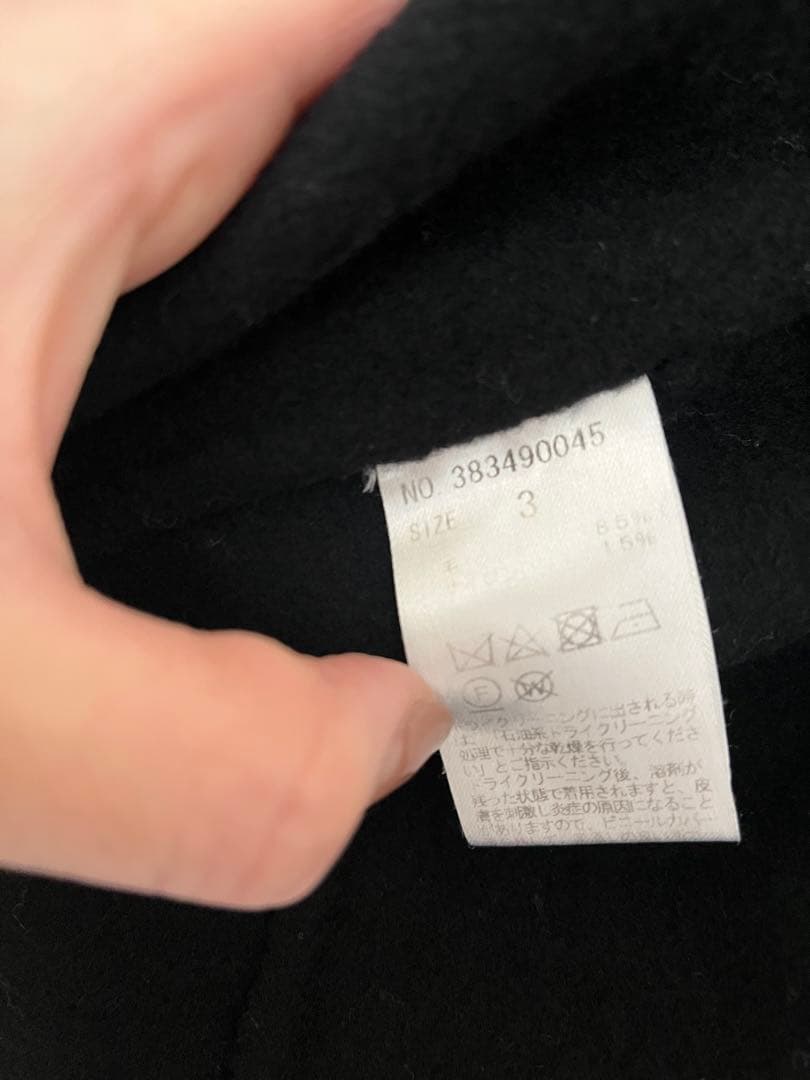 NO. 383490045
SIZE 3
毛 85%
15%
F W
ドライクリーニングに出される時
は、「石油系ドライクリーニング
処理で十分な乾燥を行ってくださ
い」とご指示ください。
ドライクリーニング後、溶剤が
残った状態で着用されますと、皮
膚を刺激し炎症の原因になること
がありますので、ビニールカバー